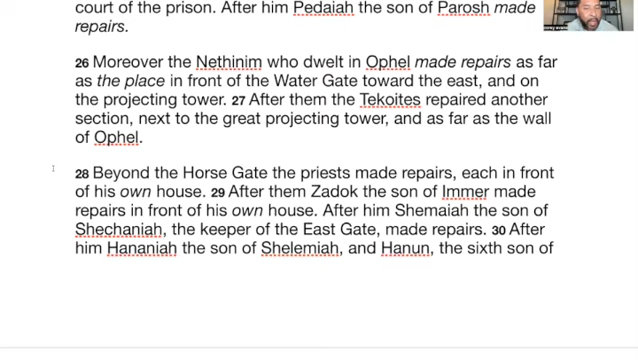 court of the prison. After him Pedaiah the son of Parosh made
repairs.
26 Moreover the Nethinim who dwelt in Ophel made repairs as far
as the place in front of the Water Gate toward the east, and on
the projecting tower. 27 After them the Tekoites repaired another
section, next to the great projecting tower, and as far as the wall
of Ophel.
28 Beyond the Horse Gate the priests made repairs, each in front
of his own house. 29 After them Zadok the son of Immer made
repairs in front of his own house. After him Shemaiah the son of
Shechaniah, the keeper of the East Gate, made repairs. 30 After
him Hananiah the son of Shelemiah, and Hanun, the sixth son of